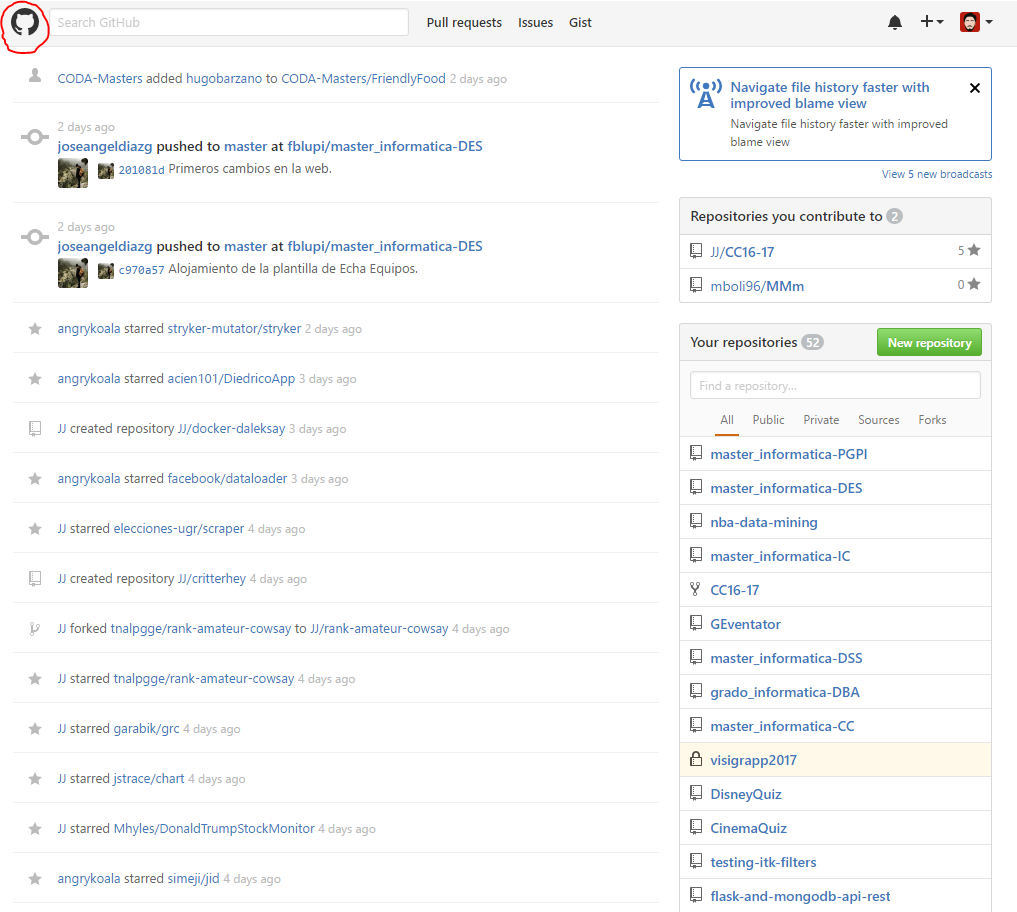 Search GitHub Pull requests Issues Gist
CODA-Masters added hugobarzano to CODA-Masters/FriendlyFood 2 days ago
2 days ago
joseangeldiazg pushed to master at fblupi/master_informatica-DES
201081d Primeros cambios en la web.
2 days ago
joseangeldiazg pushed to master at fblupi/master_informatica-DES
c970a57 Alojamiento de la plantilla de Echa Equipos.
angrykoala starred stryker-mutator/stryker 2 days ago
angrykoala starred acien101/DiedricoApp 3 days ago
JJ created repository JJ/docker-daleksay 3 days ago
angrykoala starred facebook/dataloader 3 days ago
JJ starred elecciones-ugr/scraper 4 days ago
JJ created repository JJ/critterhey 4 days ago
JJ forked tnalpgge/rank-amateur-cowsay to JJ/rank-amateur-cowsay 4 days ago
JJ starred tnalpgge/rank-amateur-cowsay 4 days ago
JJ starred garabik/grc 4 days ago
JJ starred jstrace/chart 4 days ago
JJ starred Mhyles/DonaldTrumpStockMonitor 4 days ago
angrykoala starred simeji/jid 4 days ago
Navigate file history faster with
improved blame view
Navigate file history faster with improved
blame view
View 5 new broadcasts
Repositories you contribute to 2
JJ/CC16-17 5
mboli96/MMm 0
Your repositories 52 New repository
Find a repository...
All Public Private Sources Forks
master_informatica-PGPI
master_informatica-DES
nba-data-mining
master_informatica-IC
CC16-17
GEventator
master_informatica-DSS
grado_informatica-DBA
master_informatica-CC
visigrapp2017
DisneyQuiz
CinemaQuiz
testing-itk-filters
flask-and-mongodb-api-rest